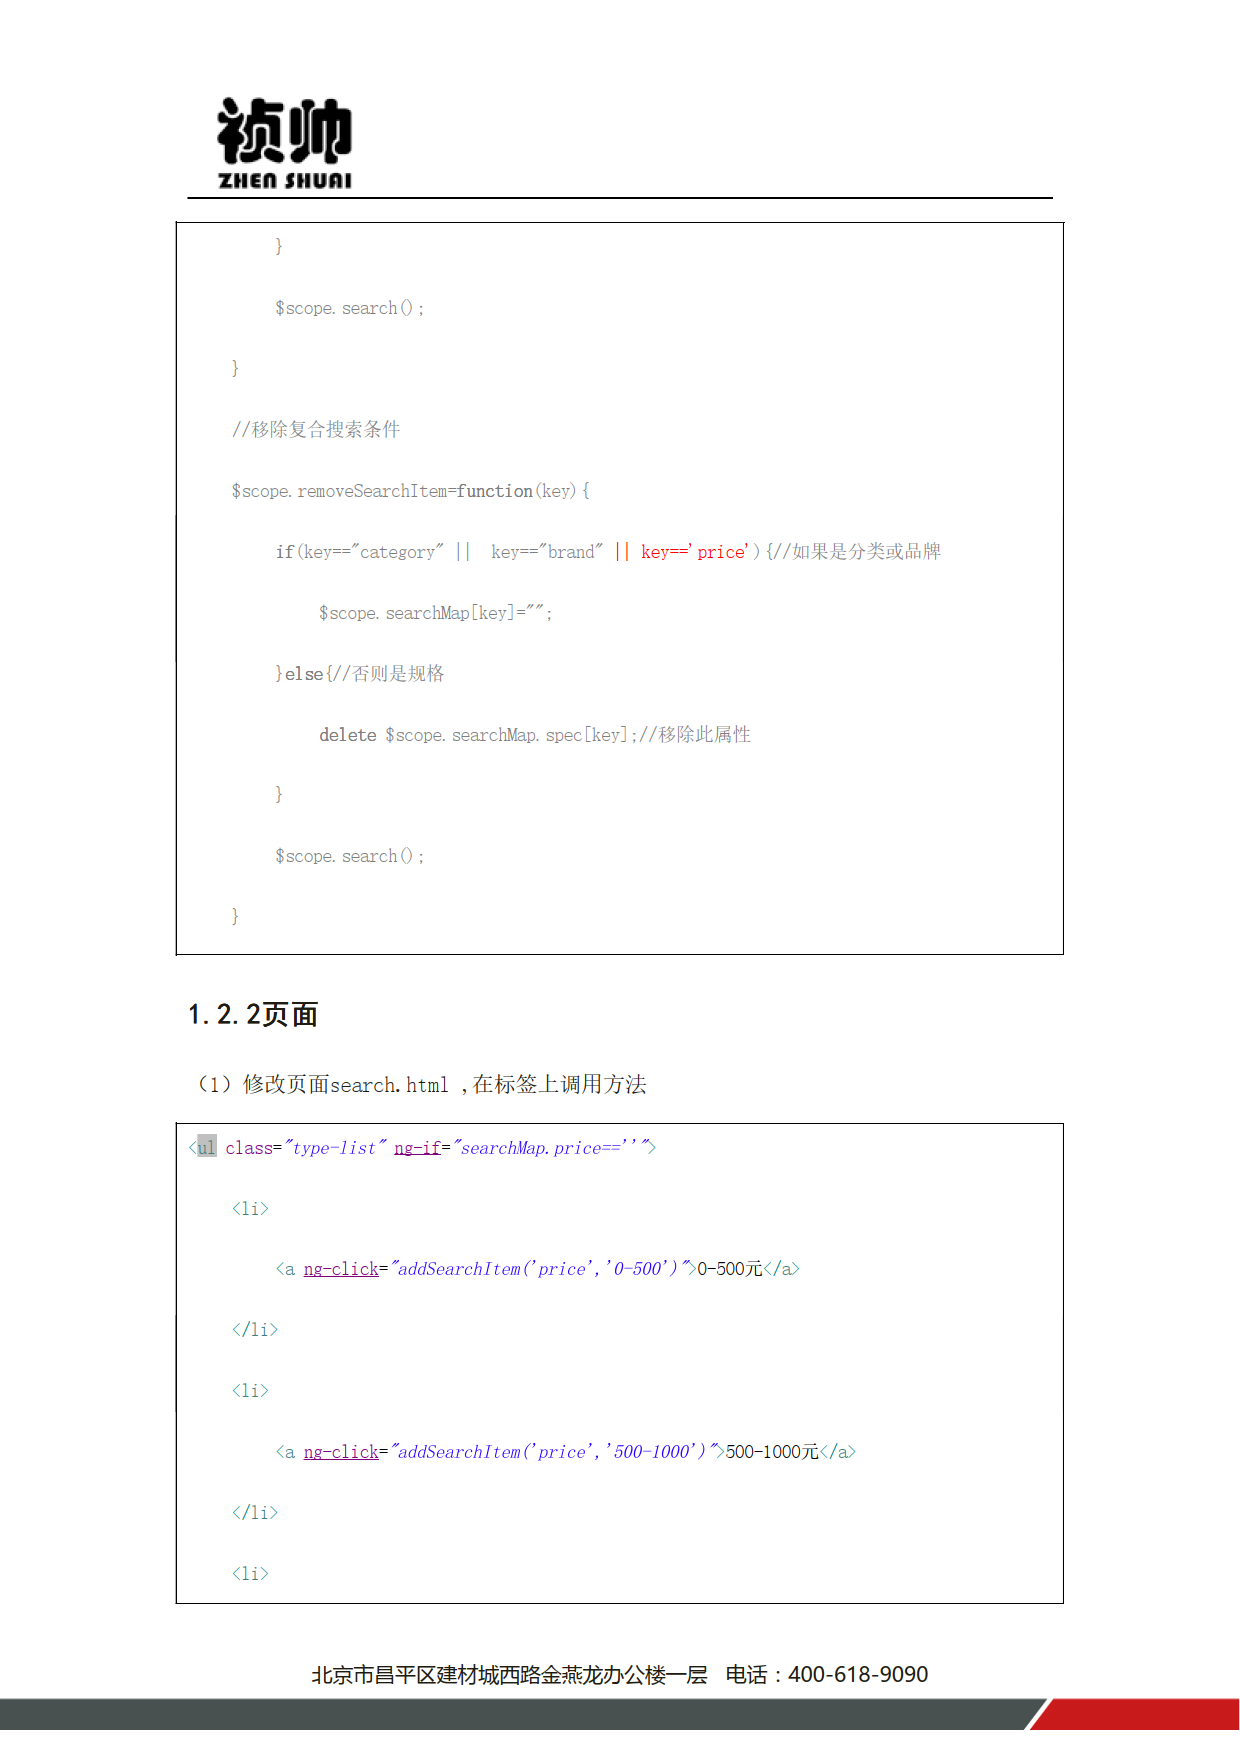 祯帅
ZHEN SHUAI
}
$scope.search();
}
//移除复合搜索条件
$scope.removeSearchItem=function(key){
if(key=="category" ||  key=="brand" || key=='price'){//如果是分类或品牌
$scope.searchMap[key]="";
}else{//否则是规格
delete $scope.searchMap.spec[key];//移除此属性
}
$scope.search();
}
1.2.2页面
（1）修改页面search.html ,在标签上调用方法
<ul class="type-list" ng-if="searchMap.price==''">
<li>
<a ng-click="addSearchItem('price','0-500')">0-500元</a>
</li>
<li>
<a ng-click="addSearchItem('price','500-1000')">500-1000元</a>
</li>
<li>
北京市昌平区建材城西路金燕龙办公楼一层   电话：400-618-9090